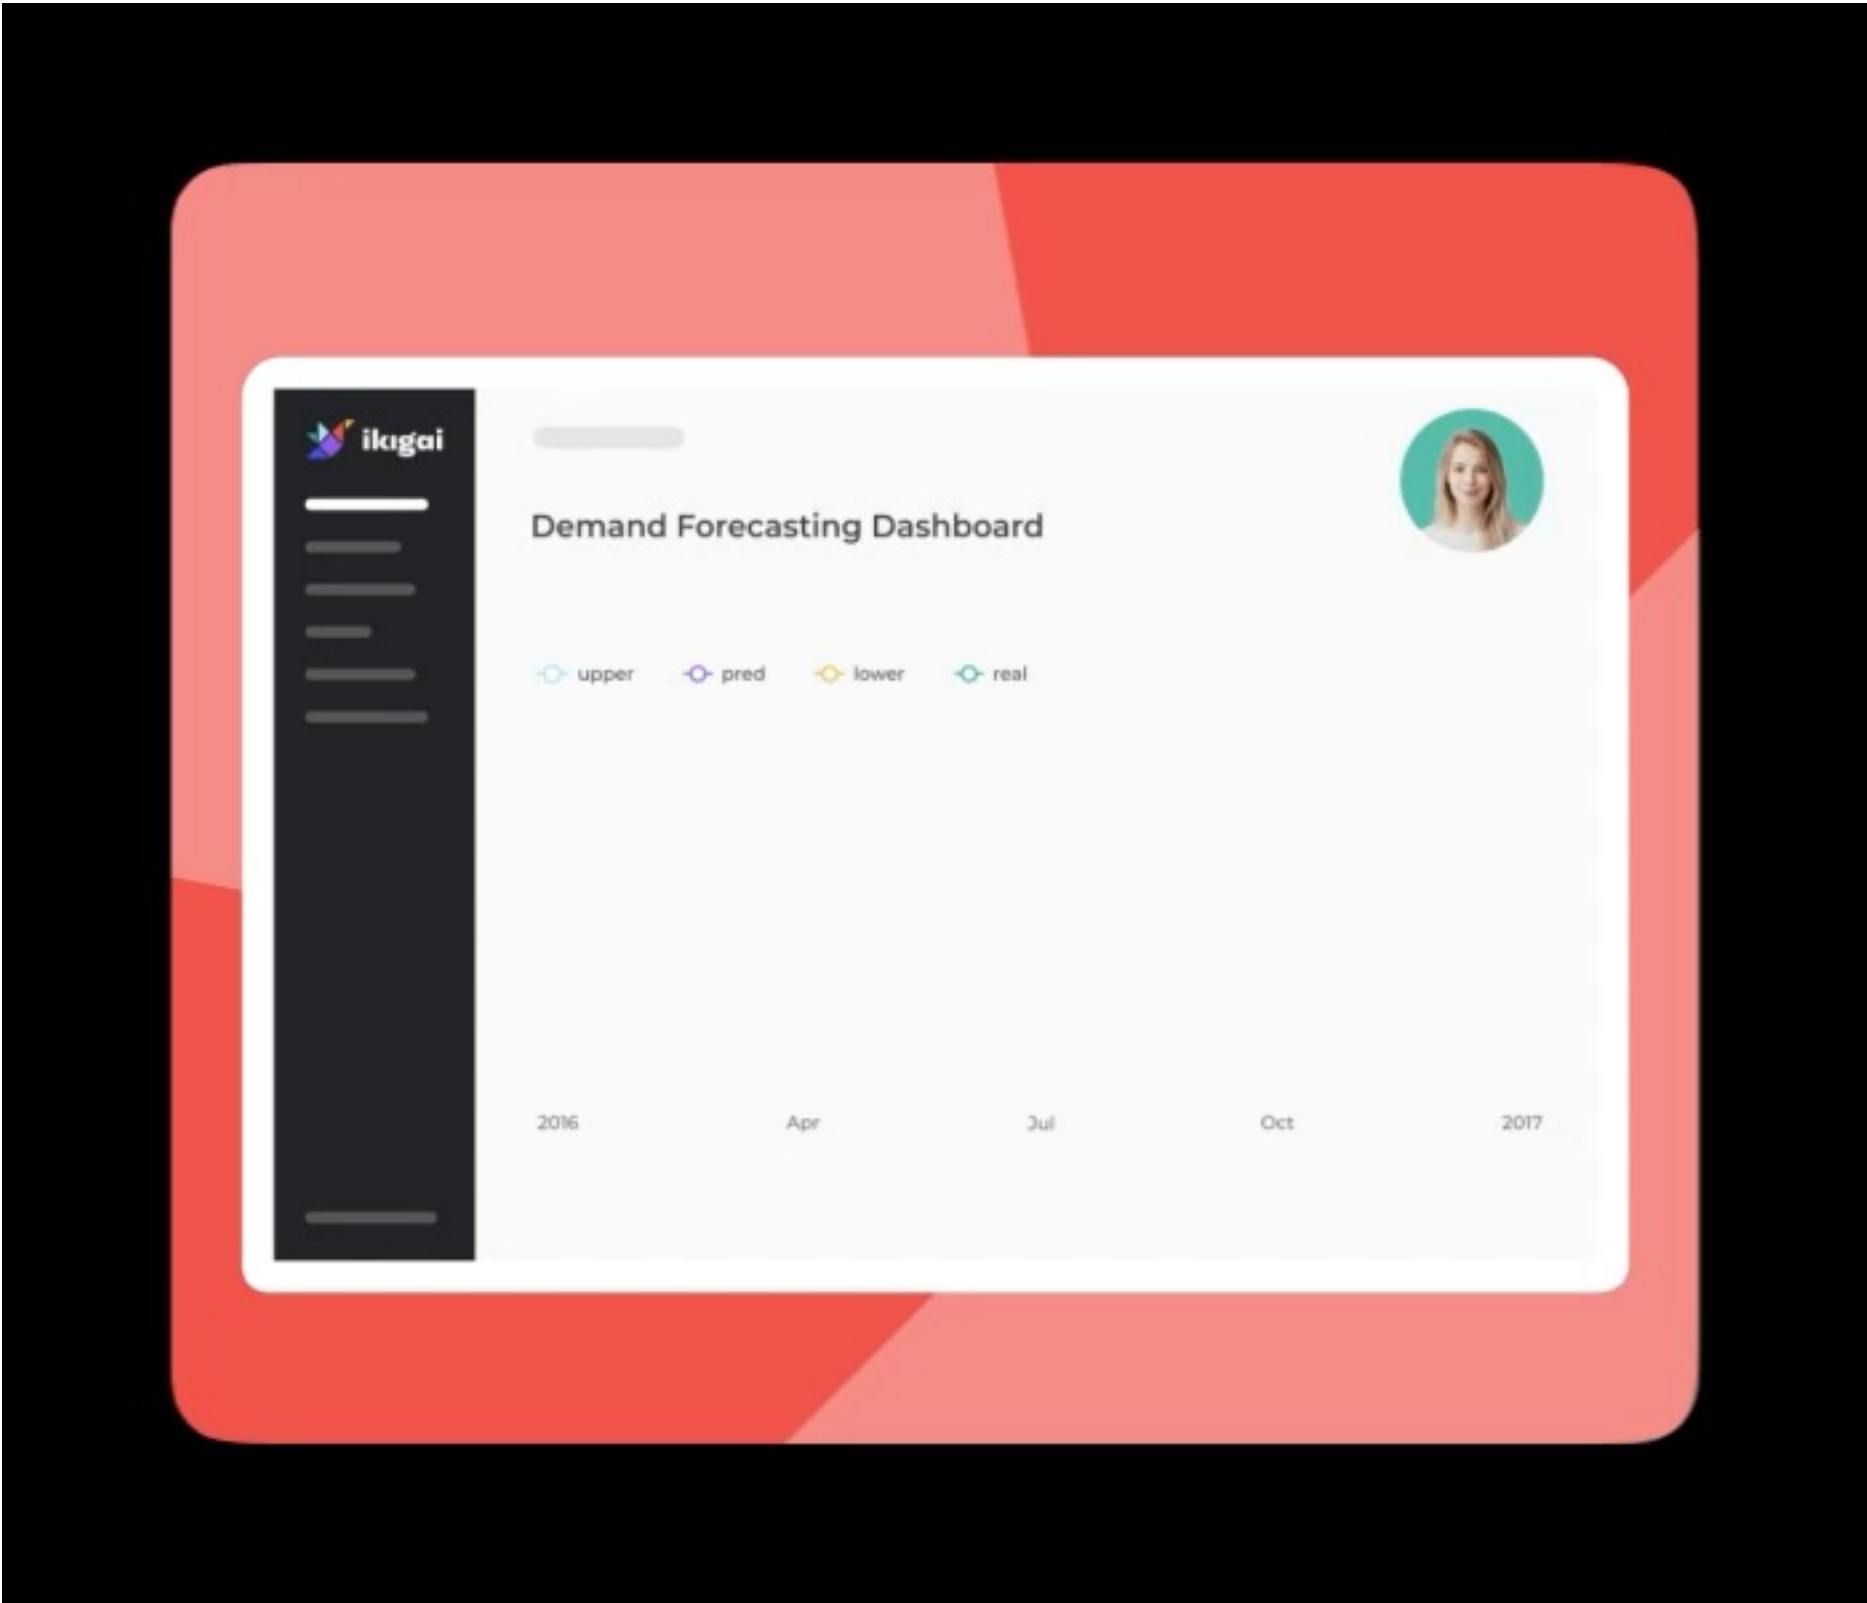 ikigai
Demand Forecasting Dashboard
upper pred lower real
2016 Apr Jul Oct 2017